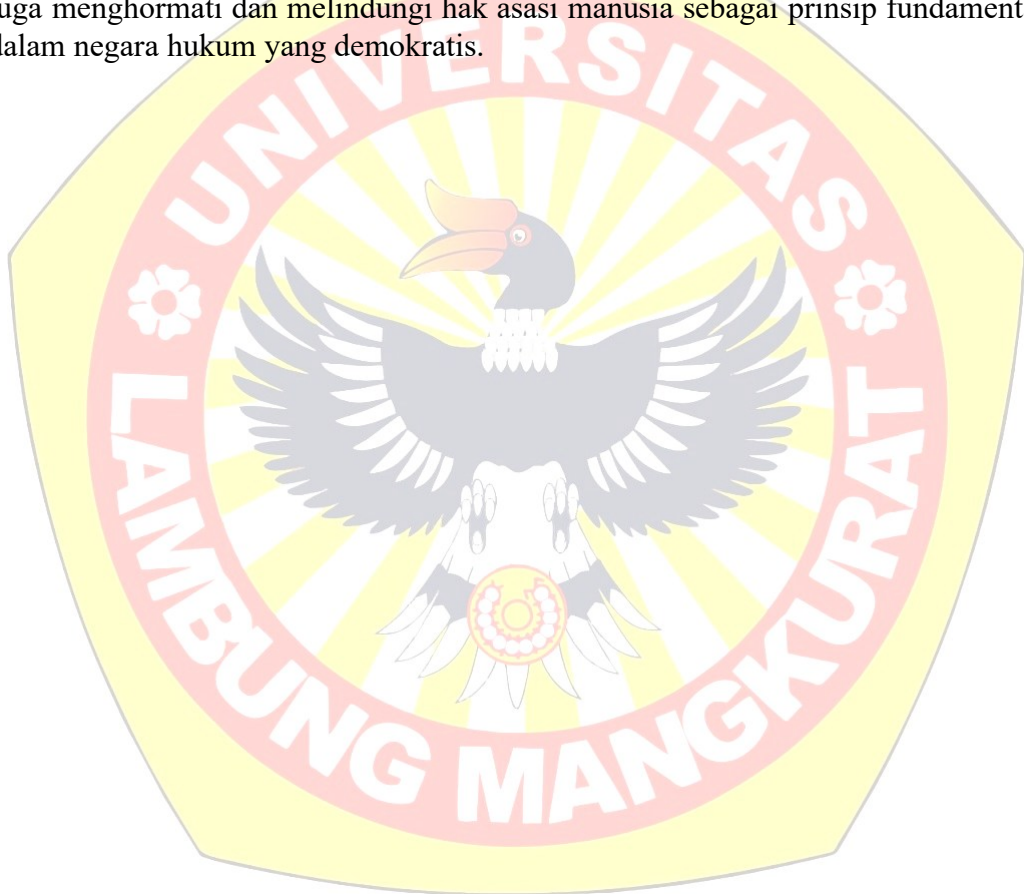 uga menghormati dan melindungi hak asasi manusia sebagai prinsip fundament
dalam negara hukum yang demokratis.
UNIVERSITAS
LAMBUNG MANGKURAT